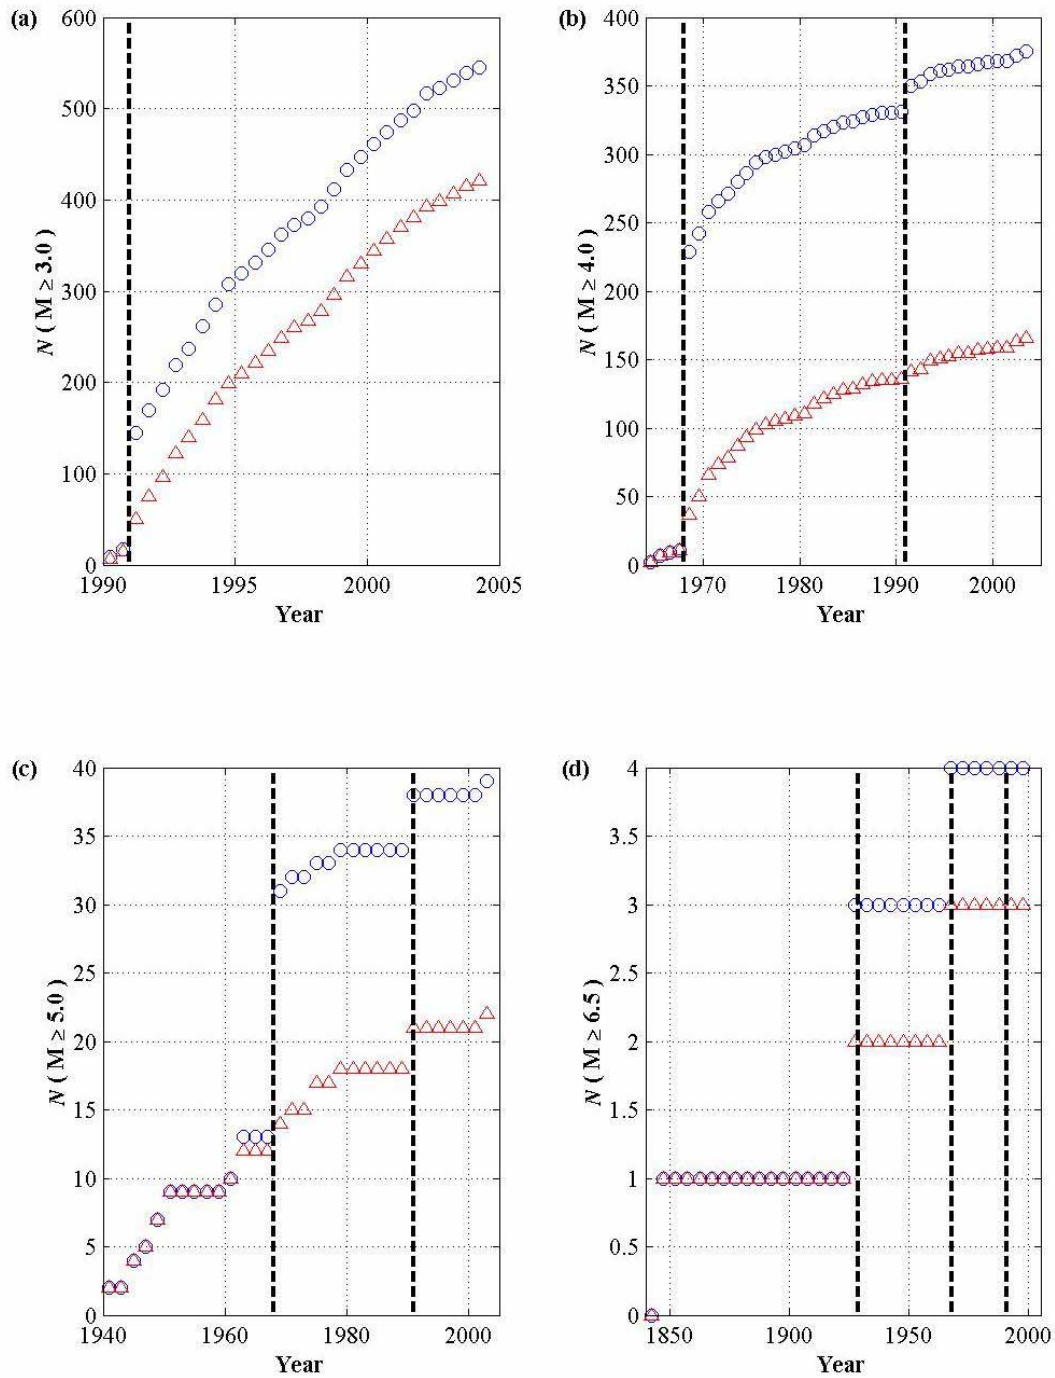 (a)
600
500
400
300
200
100
0
N ( M ≥ 3.0 )
1990 1995 2000 2005
Year
(b)
400
350
300
250
200
150
100
50
0
N ( M ≥ 4.0 )
1970 1980 1990 2000
Year
(c)
40
35
30
25
20
15
10
5
0
N ( M ≥ 5.0 )
1940 1960 1980 2000
Year
(d)
4
3.5
3
2.5
2
1.5
1
0.5
0
N ( M ≥ 6.5 )
1850 1900 1950 2000
Year